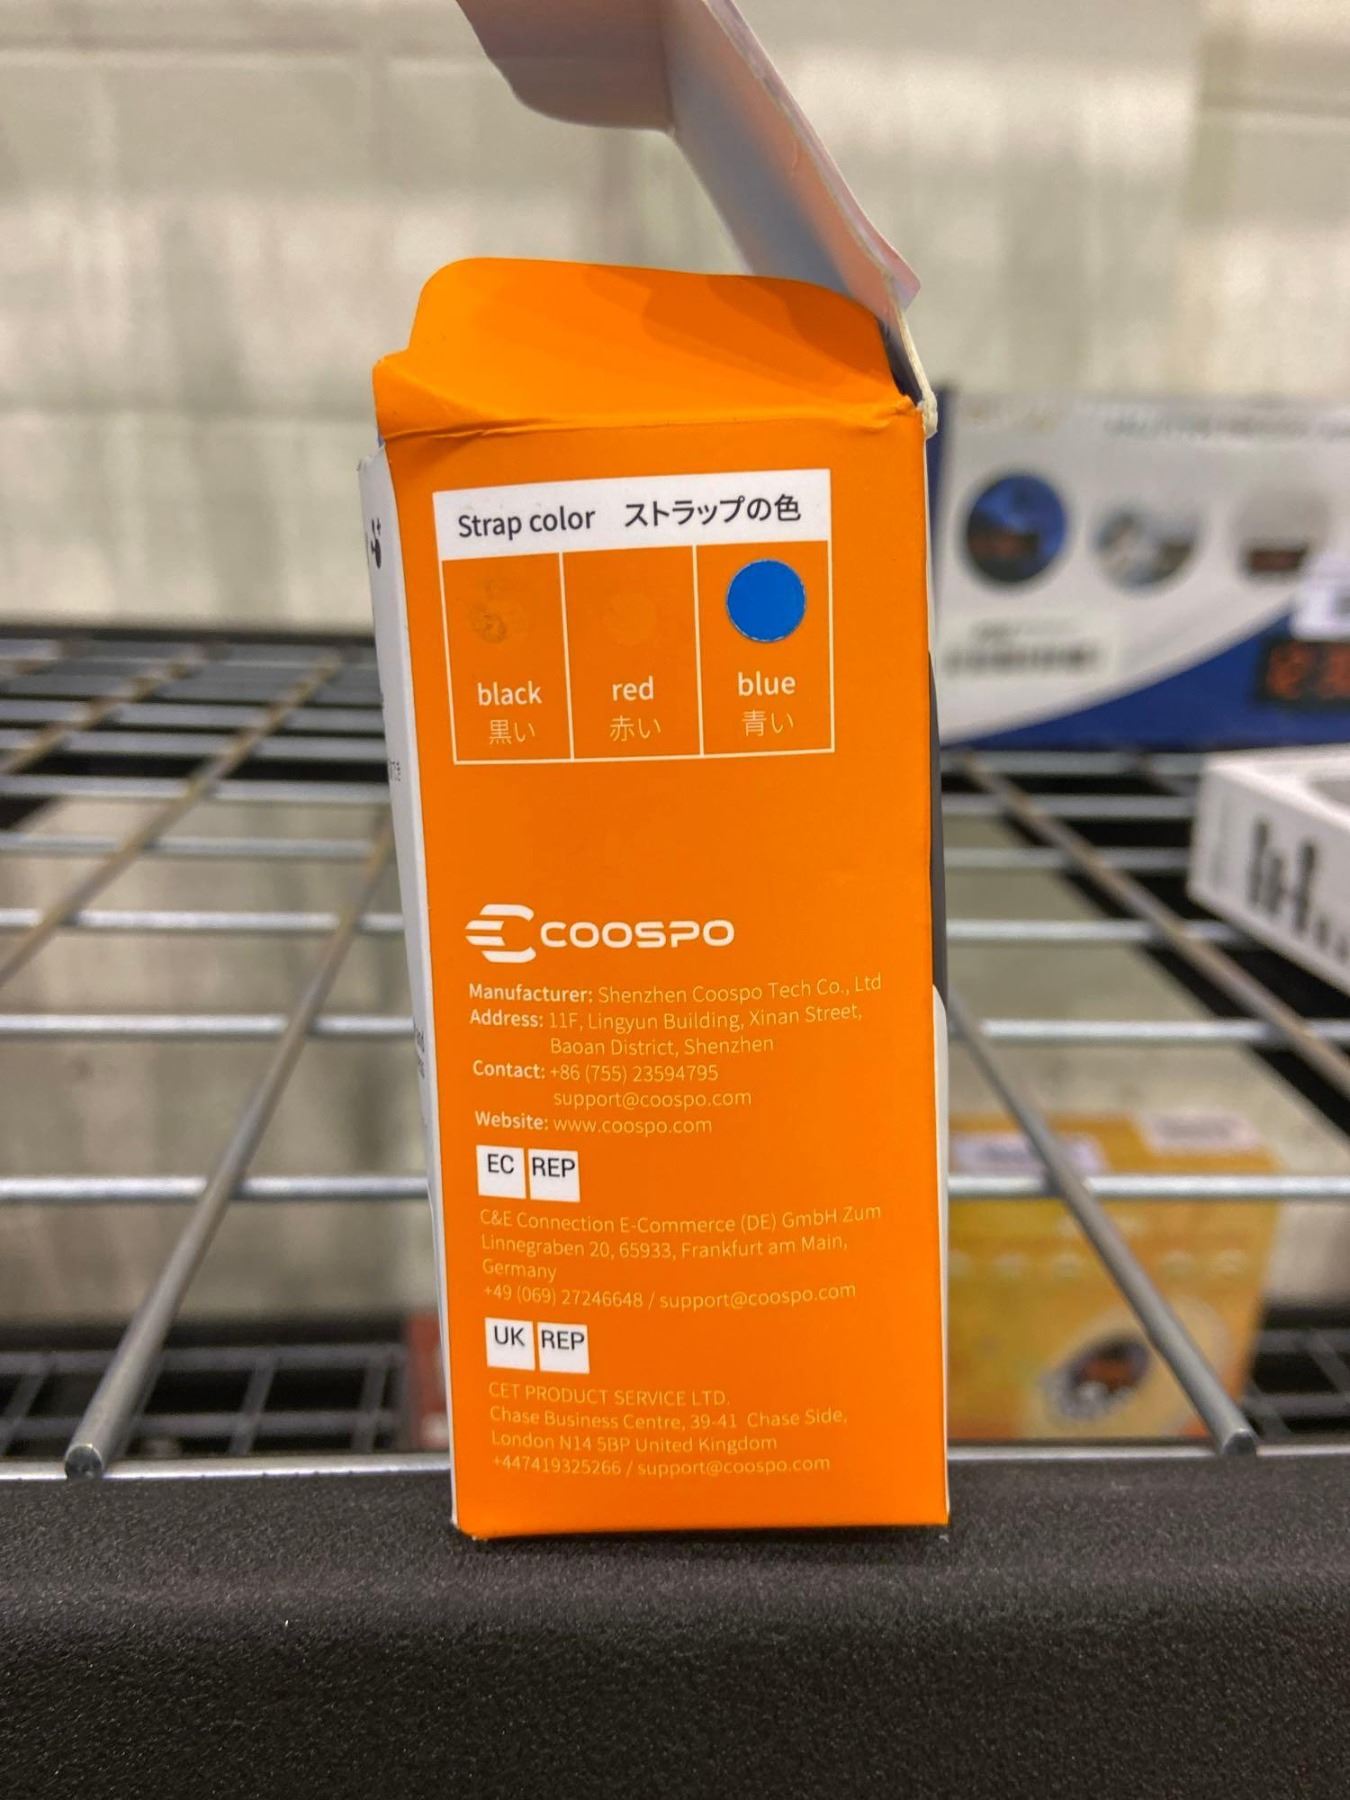 Strap color ストラップの色
black red blue
黒い 赤い 青い
COOSPO
Manufacturer: Shenzhen Coospo Tech Co., Ltd
Address: 11F, Lingyun Building, Xinan Street,
Baoan District, Shenzhen
Contact: +86 (755) 23594795
support@coospo.com
Website: www.coospo.com
EC REP
C&E Connection E-Commerce (DE) GmbH Zum
Linnegraben 20, 65933, Frankfurt am Main,
Germany
+49 (069) 27246648 / support@coospo.com
UK REP
CET PRODUCT SERVICE LTD.
Chase Business Centre, 39-41 Chase Side,
London N14 5BP United Kingdom
+447419325266 / support@coospo.com